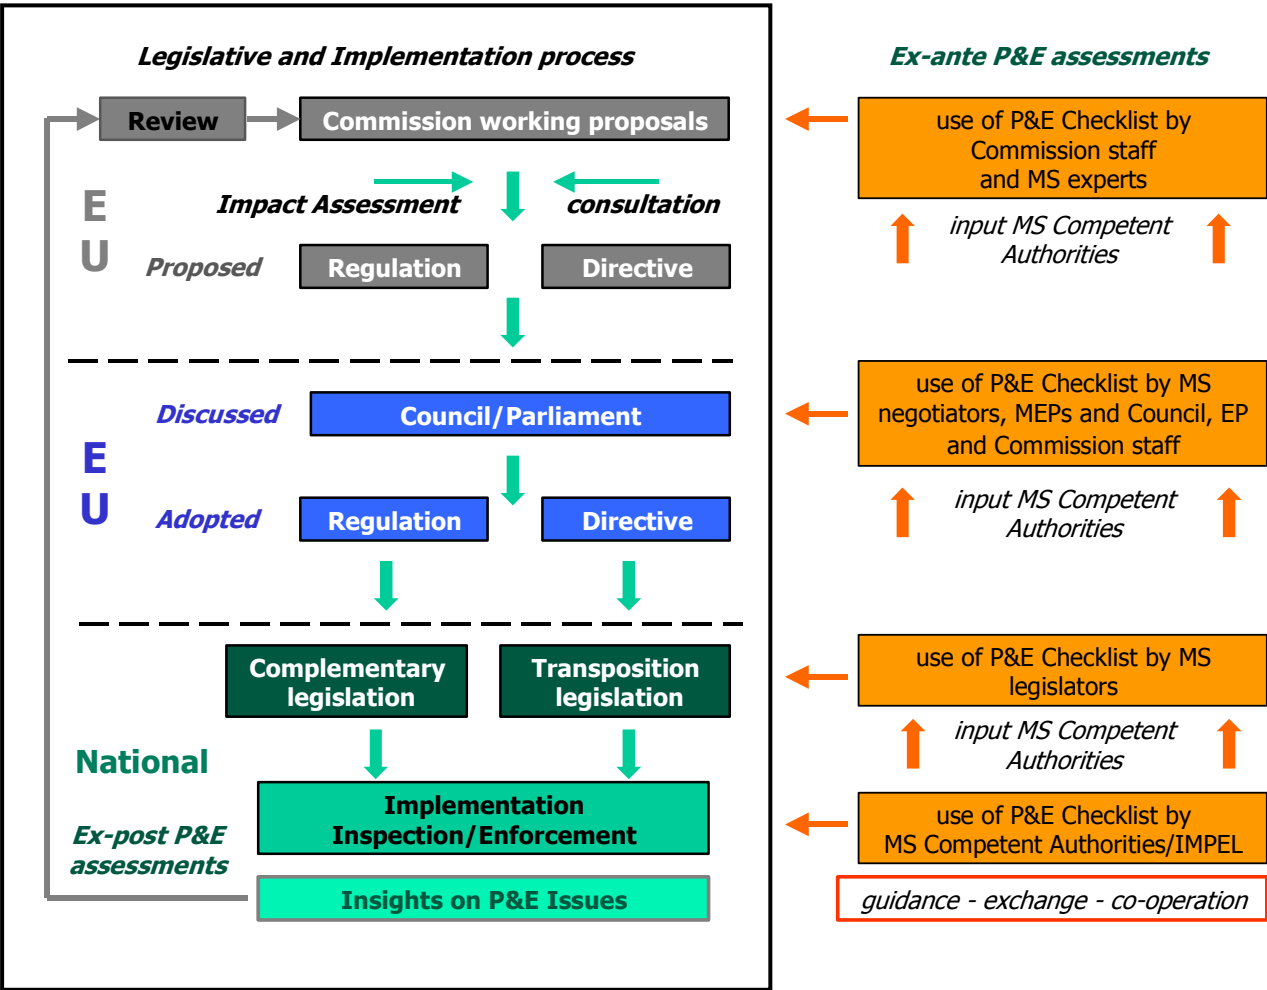 Legislative and Implementation process
Ex-ante P&E assessments
Review
Commission working proposals
use of P&E Checklist by
Commission staff
and MS experts
Impact Assessment
consultation
input MS Competent
Authorities
E
U
Proposed
Regulation
Directive
Discussed
Council/Parliament
use of P&E Checklist by MS
negotiators, MEPs and Council, EP
and Commission staff
E
U
Adopted
Regulation
Directive
input MS Competent
Authorities
Complementary
legislation
Transposition
legislation
use of P&E Checklist by MS
legislators
National
input MS Competent
Authorities
Implementation
Inspection/Enforcement
use of P&E Checklist by
MS Competent Authorities/IMPEL
Ex-post P&E
assessments
Insights on P&E Issues
guidance - exchange - co-operation